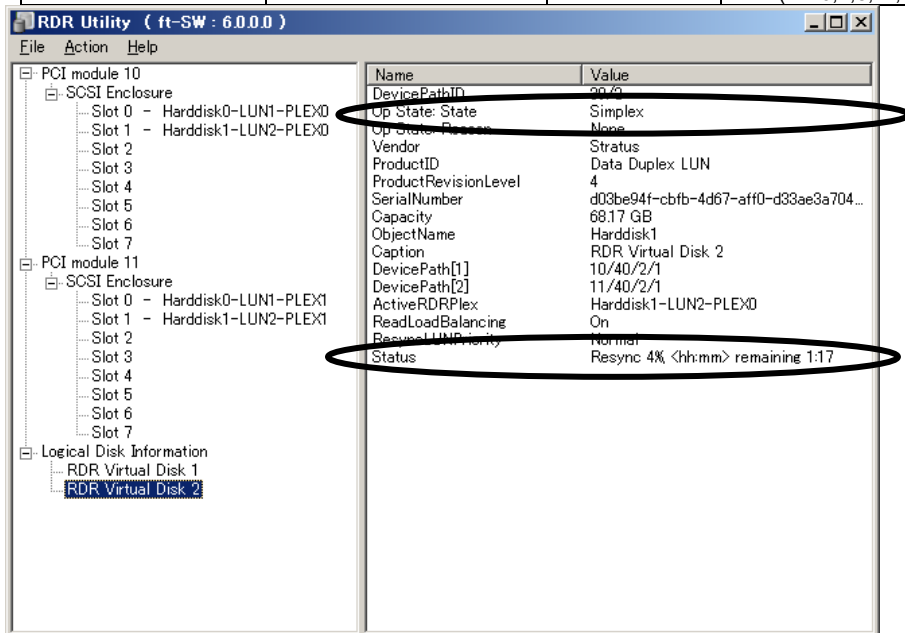 RDR Utility ( ft-SW : 6.0.0.0 )
File Action Help
PCI module 10
SCSI Enclosure
Slot 0 - Harddisk0-LUN1-PLEX0
Slot 1 - Harddisk1-LUN2-PLEX0
Slot 2
Slot 3
Slot 4
Slot 5
Slot 6
Slot 7
PCI module 11
SCSI Enclosure
Slot 0 - Harddisk0-LUN1-PLEX1
Slot 1 - Harddisk1-LUN2-PLEX1
Slot 2
Slot 3
Slot 4
Slot 5
Slot 6
Slot 7
Logical Disk Information
RDR Virtual Disk 1
RDR Virtual Disk 2
Name Value
DevicePathID
Op State: State Simplex
Op State: Reason None
Vendor Stratus
ProductID Data Duplex LUN
ProductRevisionLevel 4
SerialNumber d03be94f-cbfb-4d67-aff0-d33ae3a704...
Capacity 68.17 GB
ObjectName Harddisk1
Caption RDR Virtual Disk 2
DevicePath[1] 10/40/2/1
DevicePath[2] 11/40/2/1
ActiveRDRPlex Harddisk1-LUN2-PLEX0
ReadLoadBalancing On
ResyncLUNPriority Normal
Status Resync 4%, <hh:mm> remaining 1:17